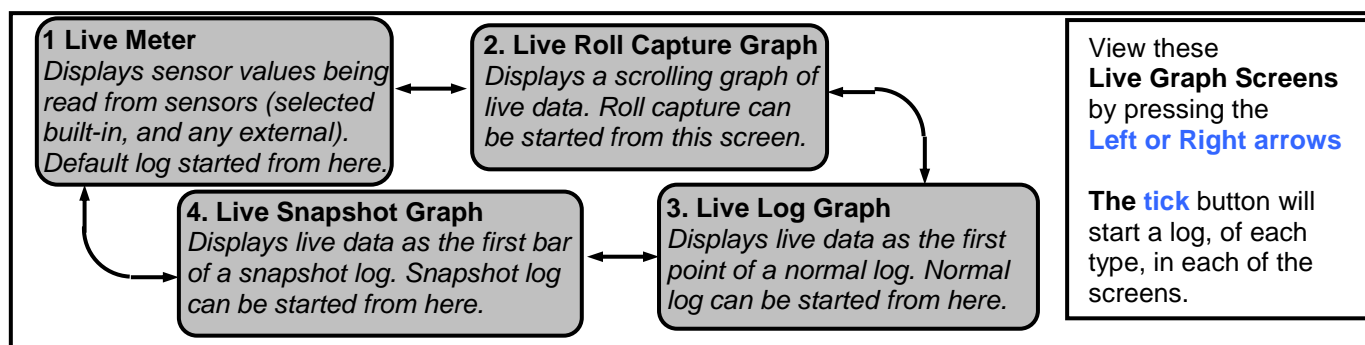 1 Live Meter
Displays sensor values being
read from sensors (selected
built-in, and any external).
Default log started from here.
2. Live Roll Capture Graph
Displays a scrolling graph of
live data. Roll capture can
be started from this screen.
3. Live Log Graph
Displays live data as the first
point of a normal log. Normal
log can be started from here.
4. Live Snapshot Graph
Displays live data as the first bar
of a snapshot log. Snapshot log
can be started from here.
View these
Live Graph Screens
by pressing the
Left or Right arrows
The tick button will
start a log, of each
type, in each of the
screens.